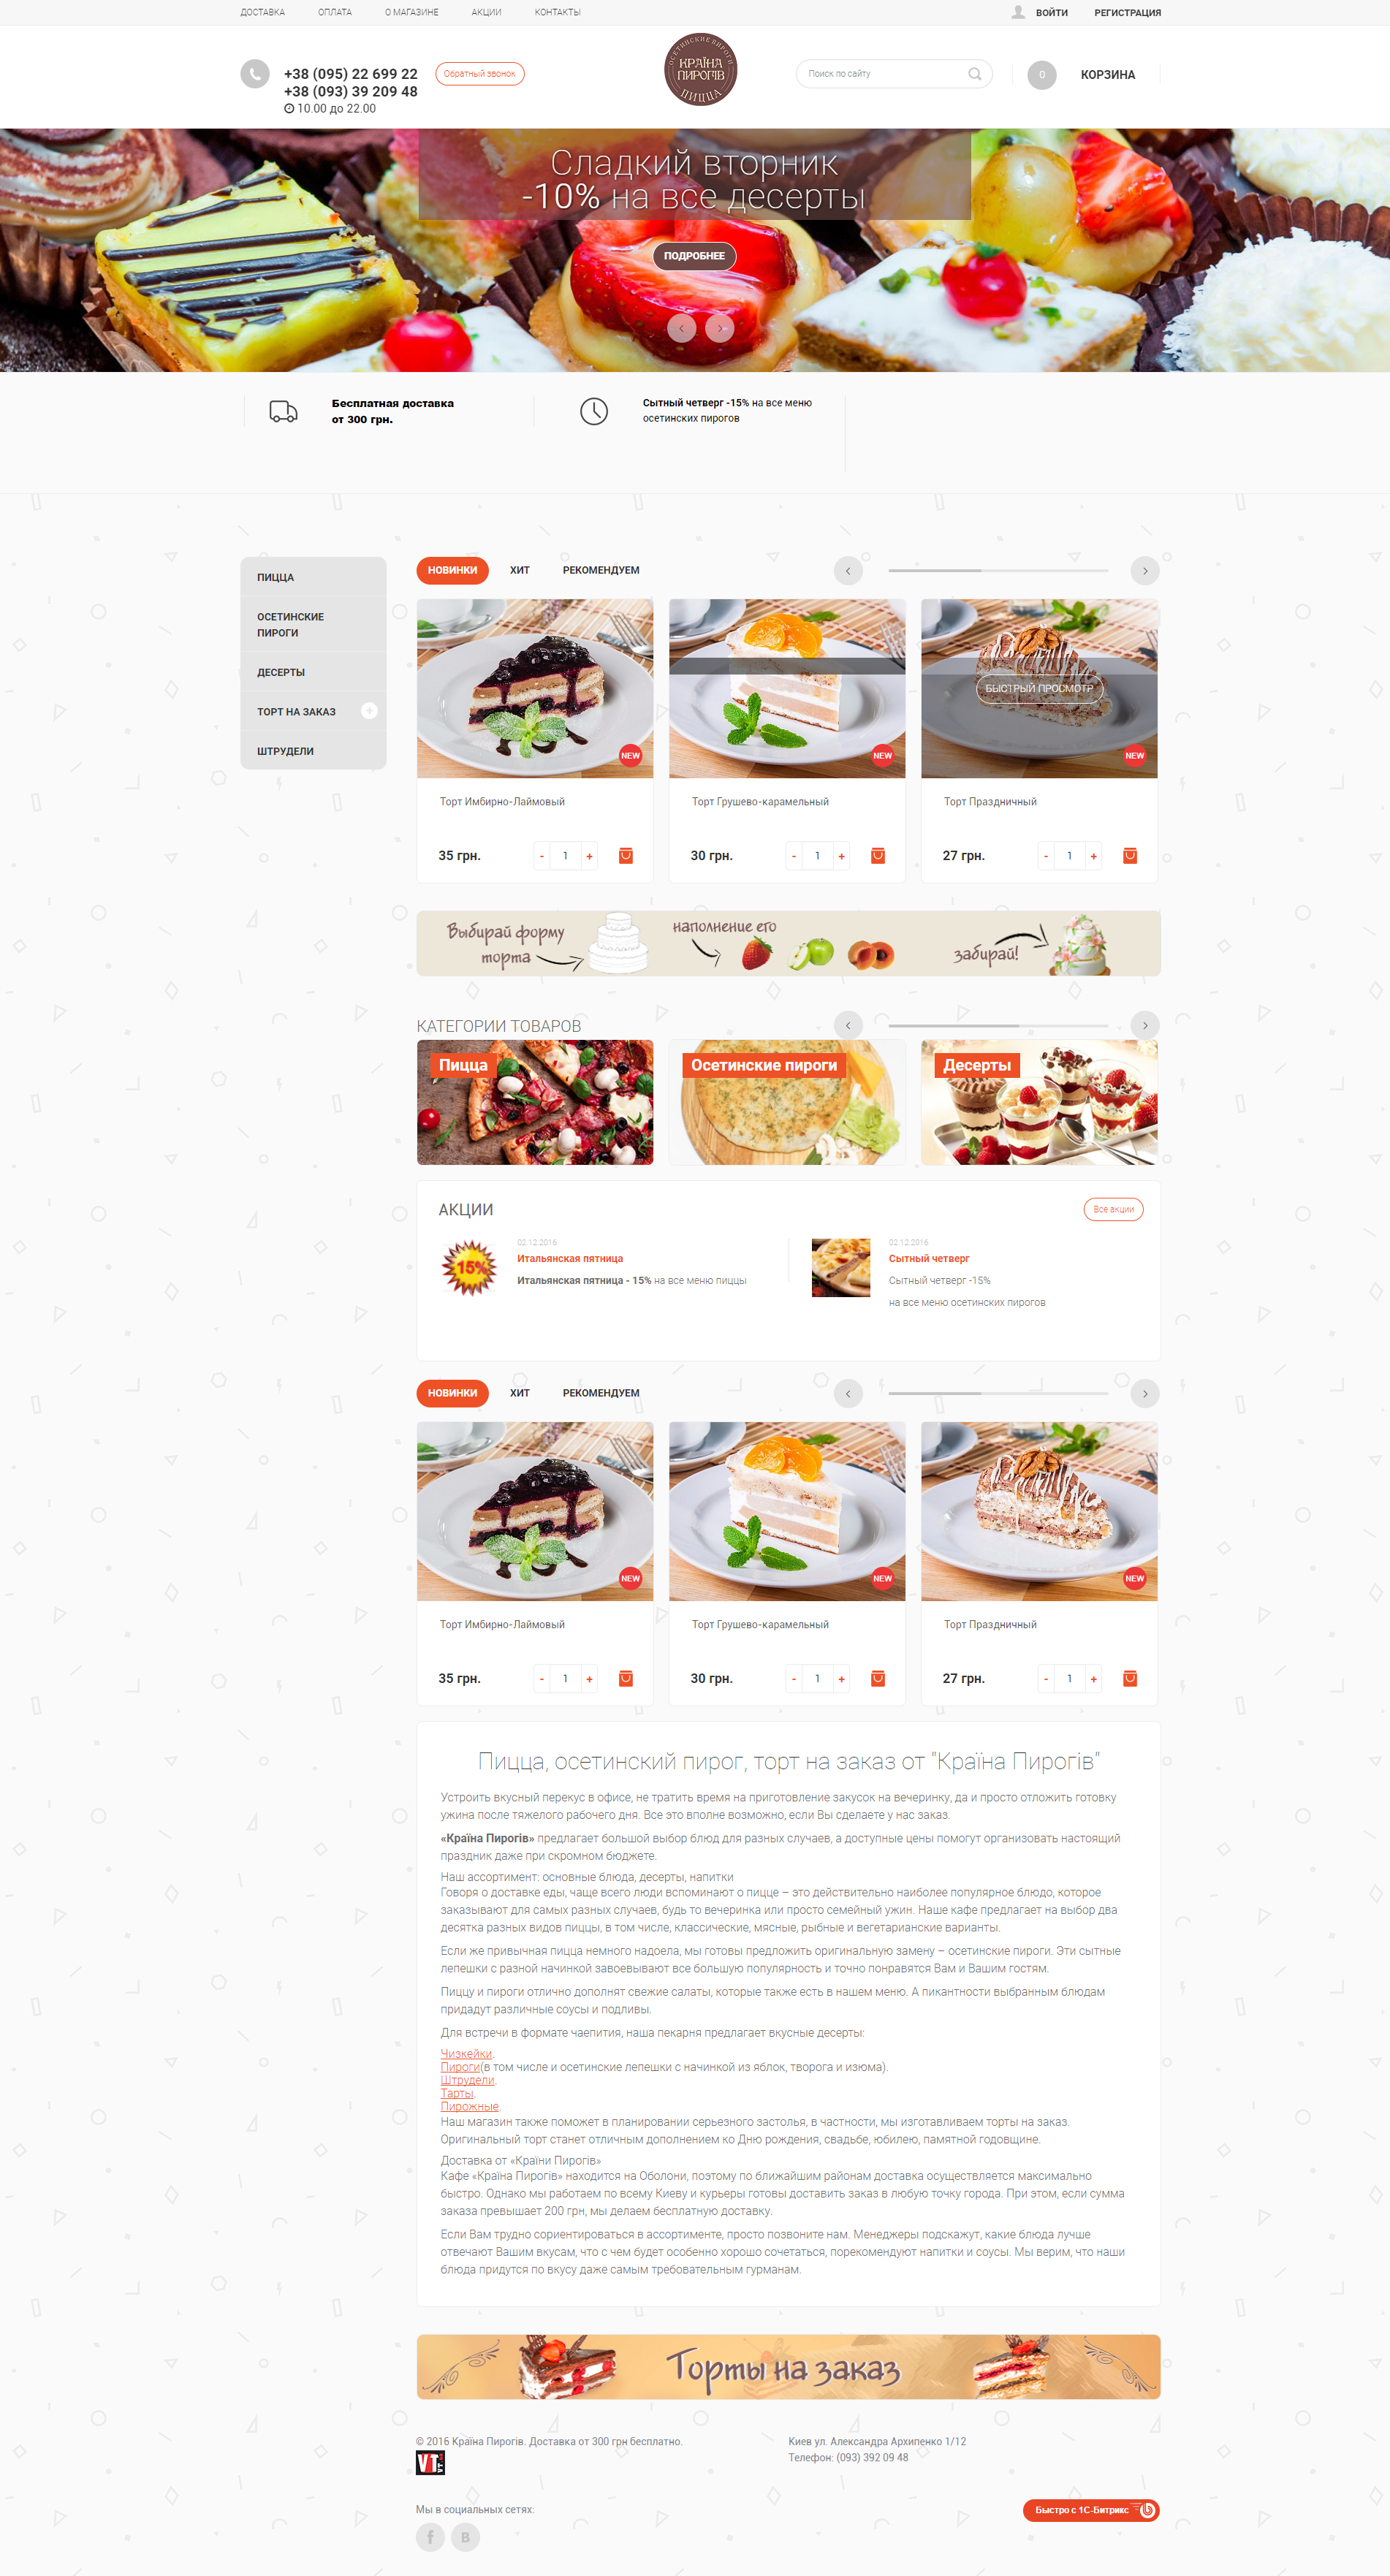 ДОСТАВКА ОПЛАТА О МАГАЗИНЕ АКЦИИ КОНТАКТЫ ВОЙТИ РЕГИСТРАЦИЯ
+38 (095) 22 699 22
+38 (093) 39 209 48
10.00 до 22.00
Обратный звонок
ОСЕТИНСКИЕ ПИРОГИ
КРАЇНА
ПИРОГІВ
ПИЦЦА
Поиск по сайту
0 КОРЗИНА
Сладкий вторник
-10% на все десерты
ПОДРОБНЕЕ
Бесплатная доставка
от 300 грн.
Сытный четверг -15% на все меню
осетинских пирогов
ПИЦЦА
ОСЕТИНСКИЕ
ПИРОГИ
ДЕСЕРТЫ
ТОРТ НА ЗАКАЗ +
ШТРУДЕЛИ
НОВИНКИ ХИТ РЕКОМЕНДУЕМ
БЫСТРЫЙ ПРОСМОТР
NEW NEW NEW
Торт Имбирно-Лаймовый Торт Грушево-карамельный Торт Праздничный
35 грн. - 1 + 30 грн. - 1 + 27 грн. - 1 +
Выбирай форму
торта
наполнение его
забирай!
КАТЕГОРИИ ТОВАРОВ
Пицца Осетинские пироги Десерты
АКЦИИ Все акции
15%
02.12.2016
Итальянская пятница
Итальянская пятница - 15% на все меню пиццы
02.12.2016
Сытный четверг
Сытный четверг -15%
на все меню осетинских пирогов
НОВИНКИ ХИТ РЕКОМЕНДУЕМ
NEW NEW NEW
Торт Имбирно-Лаймовый Торт Грушево-карамельный Торт Праздничный
35 грн. - 1 + 30 грн. - 1 + 27 грн. - 1 +
Пицца, осетинский пирог, торт на заказ от "Країна Пирогів"
Устроить вкусный перекус в офисе, не тратить время на приготовление закусок на вечеринку, да и просто отложить готовку
ужина после тяжелого рабочего дня. Все это вполне возможно, если Вы сделаете у нас заказ.
«Країна Пирогів» предлагает большой выбор блюд для разных случаев, а доступные цены помогут организовать настоящий
праздник даже при скромном бюджете.
Наш ассортимент: основные блюда, десерты, напитки
Говоря о доставке еды, чаще всего люди вспоминают о пицце – это действительно наиболее популярное блюдо, которое
заказывают для самых разных случаев, будь то вечеринка или просто семейный ужин. Наше кафе предлагает на выбор два
десятка разных видов пиццы, в том числе, классические, мясные, рыбные и вегетарианские варианты.
Если же привычная пицца немного надоела, мы готовы предложить оригинальную замену – осетинские пироги. Эти сытные
лепешки с разной начинкой завоевывают все большую популярность и точно понравятся Вам и Вашим гостям.
Пиццу и пироги отлично дополнят свежие салаты, которые также есть в нашем меню. А пикантности выбранным блюдам
придадут различные соусы и подливы.
Для встречи в формате чаепития, наша пекарня предлагает вкусные десерты:
Чизкейки.
Пироги(в том числе и осетинские лепешки с начинкой из яблок, творога и изюма).
Штрудели.
Тарты.
Пирожные.
Наш магазин также поможет в планировании серьезного застолья, в частности, мы изготавливаем торты на заказ.
Оригинальный торт станет отличным дополнением ко Дню рождения, свадьбе, юбилею, памятной годовщине.
Доставка от «Країни Пирогів»
Кафе «Країна Пирогів» находится на Оболони, поэтому по ближайшим районам доставка осуществляется максимально
быстро. Однако мы работаем по всему Киеву и курьеры готовы доставить заказ в любую точку города. При этом, если сумма
заказа превышает 200 грн, мы делаем бесплатную доставку.
Если Вам трудно сориентироваться в ассортименте, просто позвоните нам. Менеджеры подскажут, какие блюда лучше
отвечают Вашим вкусам, что с чем будет особенно хорошо сочетаться, порекомендуют напитки и соусы. Мы верим, что наши
блюда придутся по вкусу даже самым требовательным гурманам.
Торты на заказ
© 2016 Країна Пирогів. Доставка от 300 грн бесплатно.
VT
Киев ул. Александра Архипенко 1/12
Телефон: (093) 392 09 48
Мы в социальных сетях:
f B
Быстро с 1С-Битрикс